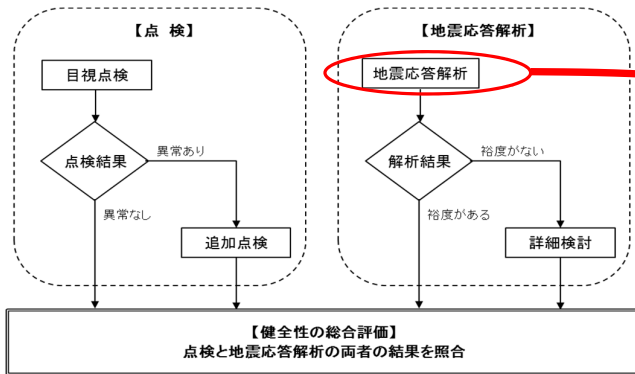 【点 検】
目視点検
点検結果
異常あり
異常なし
追加点検
【地震応答解析】
地震応答解析
解析結果
裕度がない
裕度がある
詳細検討
【健全性の総合評価】
点検と地震応答解析の両者の結果を照合